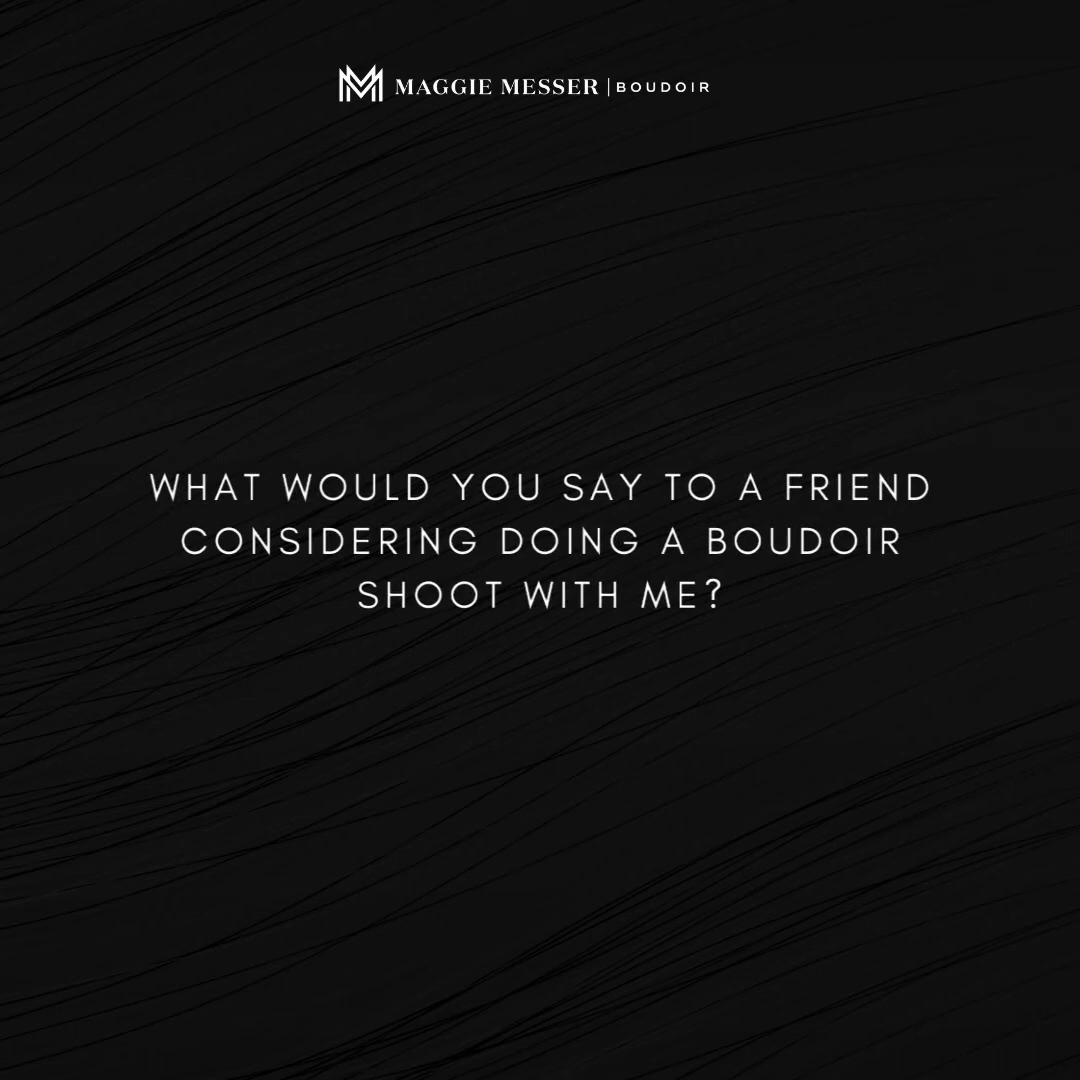 MAGGIE MESSER | BOUDOIR
WHAT WOULD YOU SAY TO A FRIEND
CONSIDERING DOING A BOUDOIR
SHOOT WITH ME?